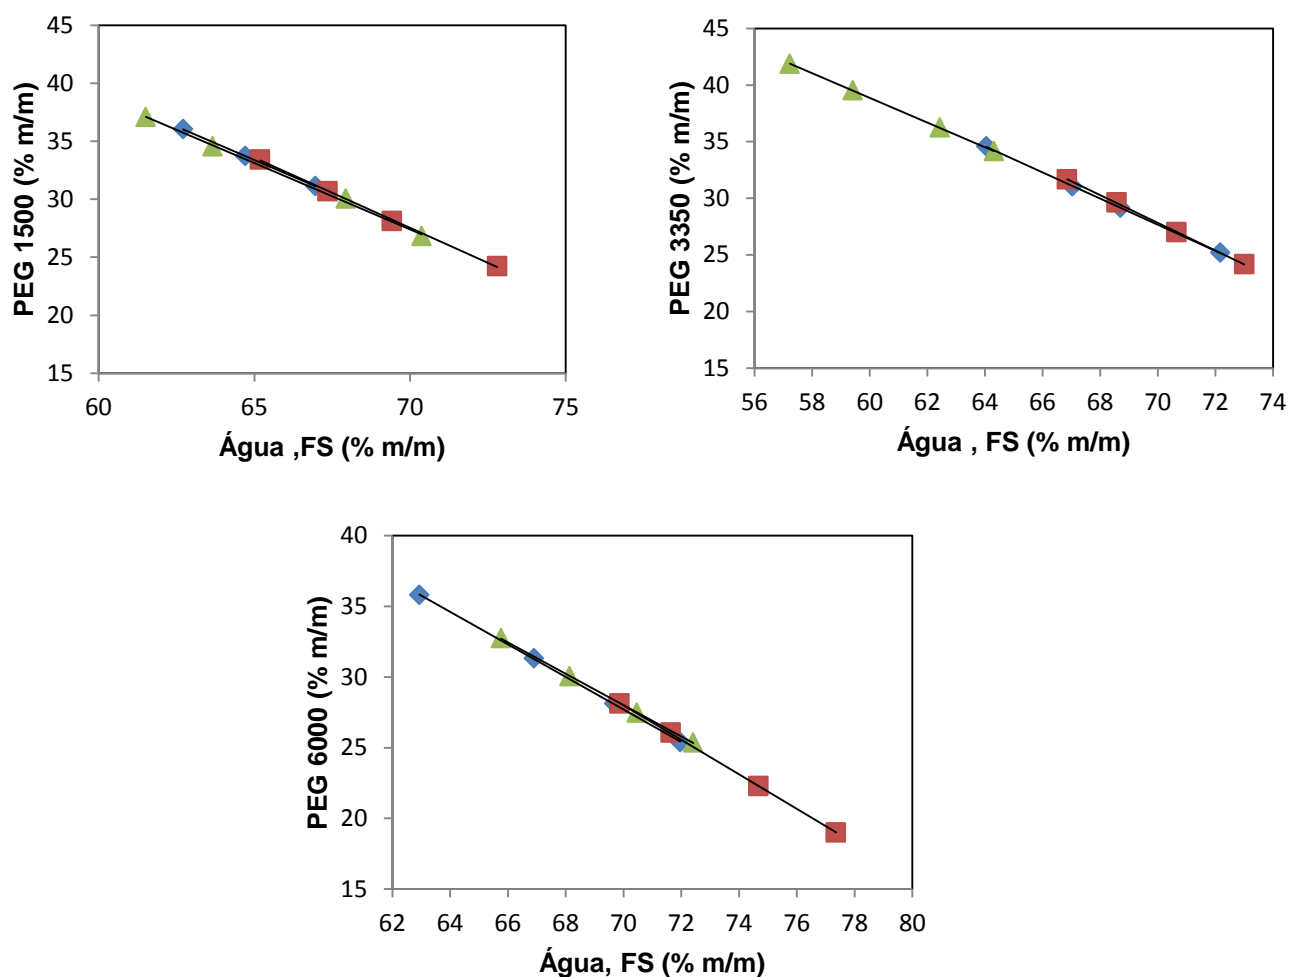 PEG 1500 (% m/m)
45
40
35
30
25
20
15
60 65 70 75
Água ,FS (% m/m)
PEG 3350 (% m/m)
45
40
35
30
25
20
15
56 58 60 62 64 66 68 70 72 74
Água , FS (% m/m)
PEG 6000 (% m/m)
40
35
30
25
20
15
62 64 66 68 70 72 74 76 78 80
Água, FS (% m/m)